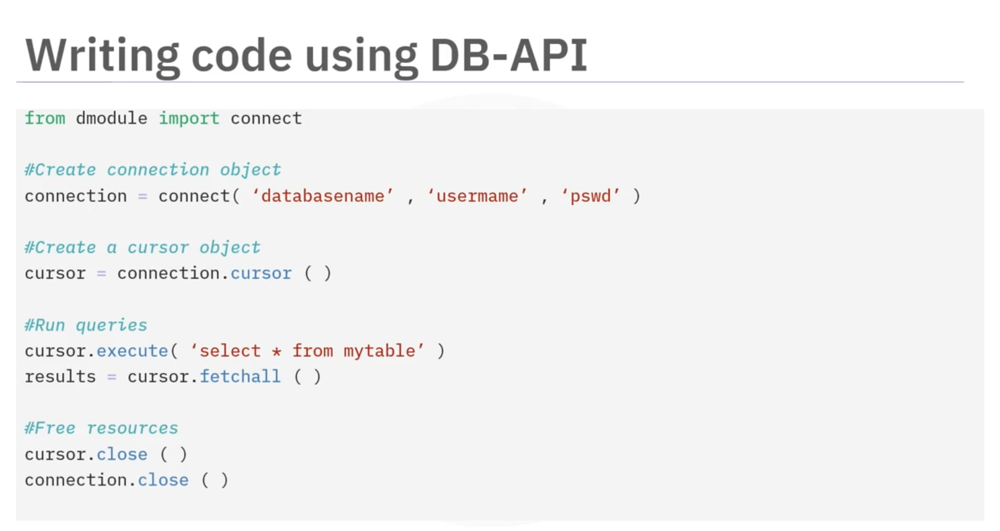 Writing code using DB-API
from dmodule import connect
#Create connection object
connection = connect( ‘databasename’ , ‘usermame’ , ‘pswd’ )
#Create a cursor object
cursor = connection.cursor ( )
#Run queries
cursor.execute( ‘select * from mytable’ )
results = cursor.fetchall ( )
#Free resources
cursor.close ( )
connection.close ( )